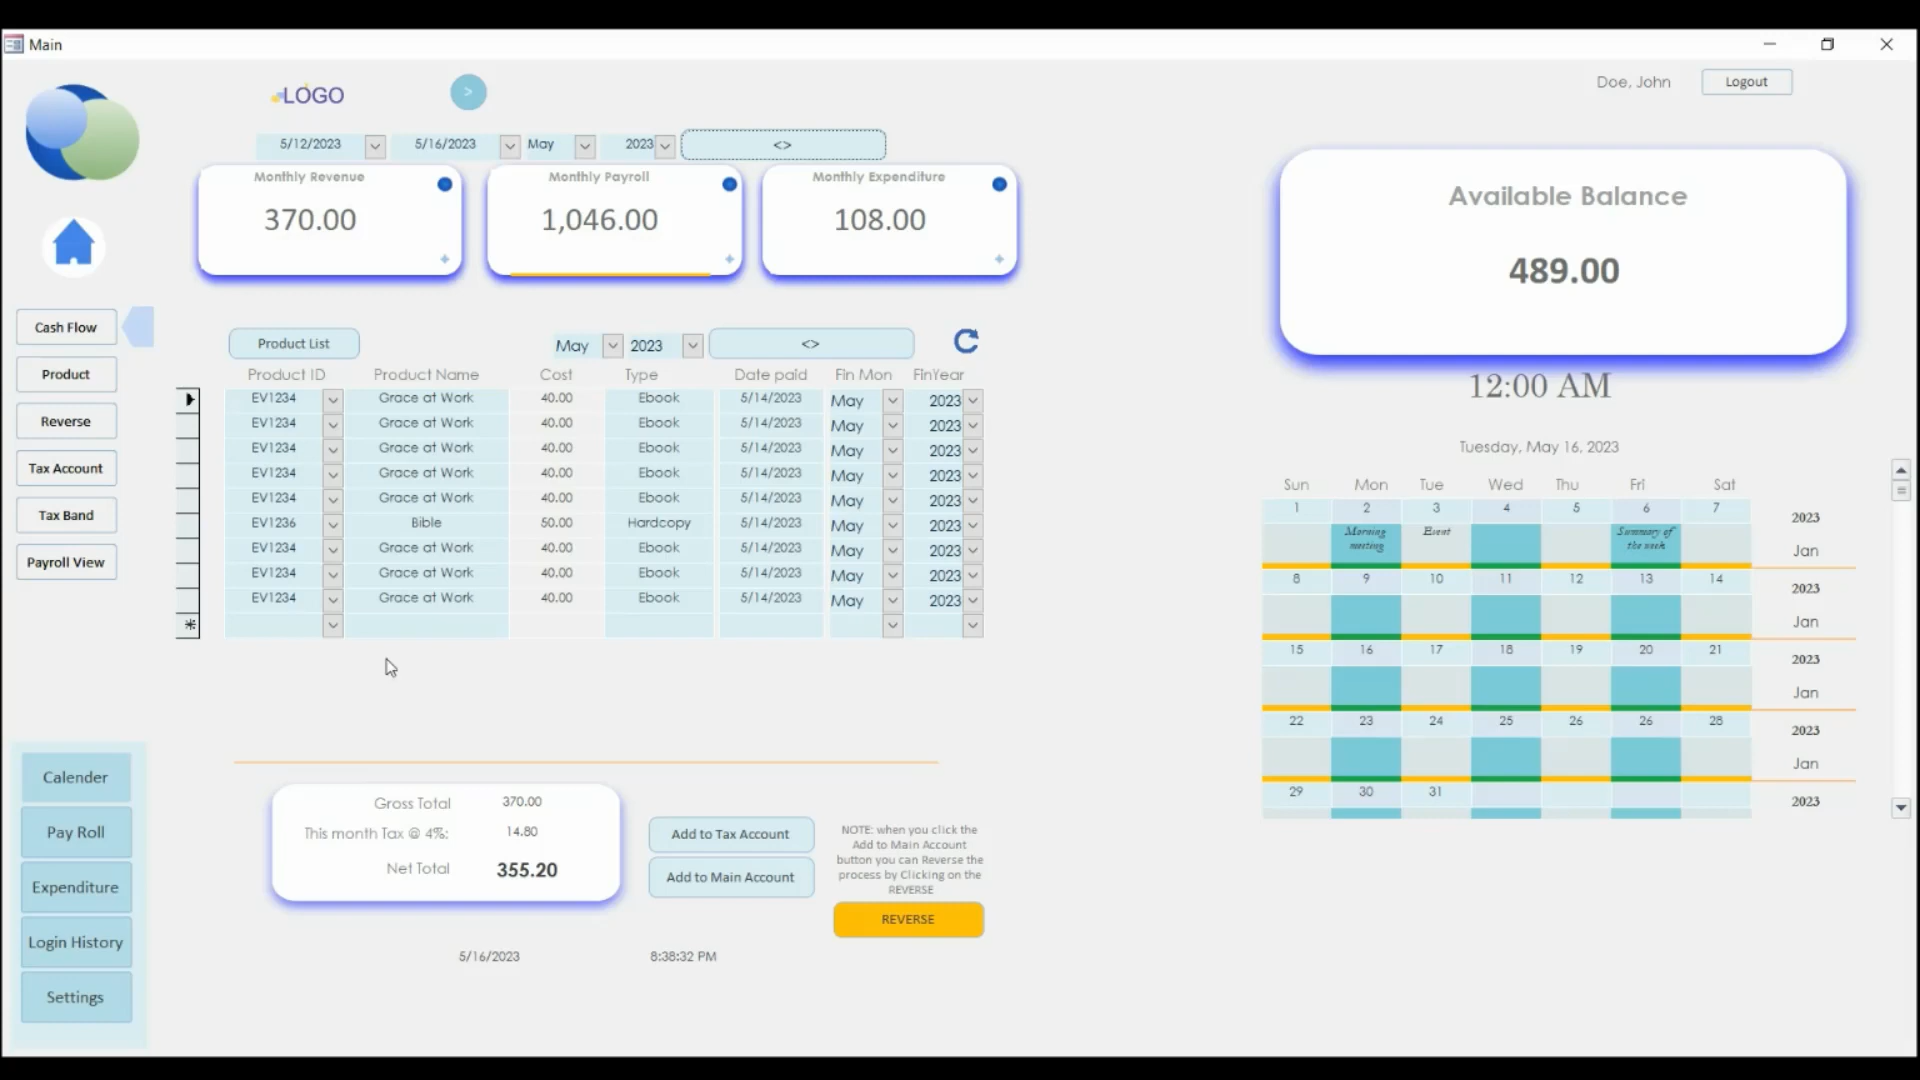 Main
LOGO
>
Doe, John
Logout
5/12/2023 5/16/2023 May 2023 <>
Monthly Revenue
370.00
Monthly Payroll
1,046.00
Monthly Expenditure
108.00
Available Balance
489.00
Cash Flow
Product
Reverse
Tax Account
Tax Band
Payroll View
Product List
May 2023 <>
Product ID Product Name Cost Type Date paid Fin Mon FinYear
EV1234 Grace at Work 40.00 Ebook 5/14/2023 May 2023
EV1234 Grace at Work 40.00 Ebook 5/14/2023 May 2023
EV1234 Grace at Work 40.00 Ebook 5/14/2023 May 2023
EV1234 Grace at Work 40.00 Ebook 5/14/2023 May 2023
EV1234 Grace at Work 40.00 Ebook 5/14/2023 May 2023
EV1236 Bible 50.00 Hardcopy 5/14/2023 May 2023
EV1234 Grace at Work 40.00 Ebook 5/14/2023 May 2023
EV1234 Grace at Work 40.00 Ebook 5/14/2023 May 2023
EV1234 Grace at Work 40.00 Ebook 5/14/2023 May 2023
12:00 AM
Tuesday, May 16, 2023
Sun Mon Tue Wed Thu Fri Sat
1 2 3 4 5 6 7 2023
Morning meeting Event Summary of the week Jan
8 9 10 11 12 13 14 2023
Jan
15 16 17 18 19 20 21 2023
Jan
22 23 24 25 26 26 28 2023
Jan
29 30 31 2023
Calender
Pay Roll
Expenditure
Login History
Settings
Gross Total 370.00
This month Tax @ 4%: 14.80
Net Total 355.20
Add to Tax Account
Add to Main Account
NOTE: when you click the
Add to Main Account
button you can Reverse the
process by Clicking on the
REVERSE
REVERSE
5/16/2023 8:38:32 PM